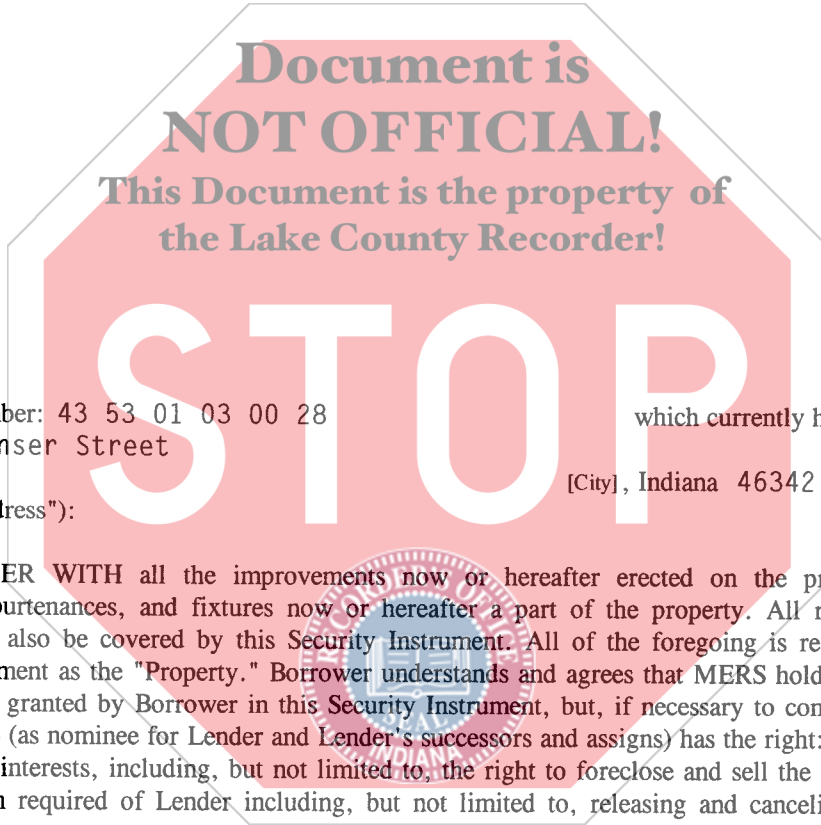 Document is
NOT OFFICIAL!
This Document is the property of
the Lake County Recorder!
STOP
ber: 43 53 01 03 00 28 which currently h
nser Street
[City], Indiana 46342
dress"):
ER WITH all the improvements now or hereafter erected on the pr
ourtenances, and fixtures now or hereafter a part of the property. All r
also be covered by this Security Instrument. All of the foregoing is re
ment as the "Property." Borrower understands and agrees that MERS hold
granted by Borrower in this Security Instrument, but, if necessary to com
(as nominee for Lender and Lender's successors and assigns) has the right:
interests, including, but not limited to, the right to foreclose and sell the
n required of Lender including, but not limited to, releasing and canceli
RECORDER'S OFFICE
SEAL
INDIANA